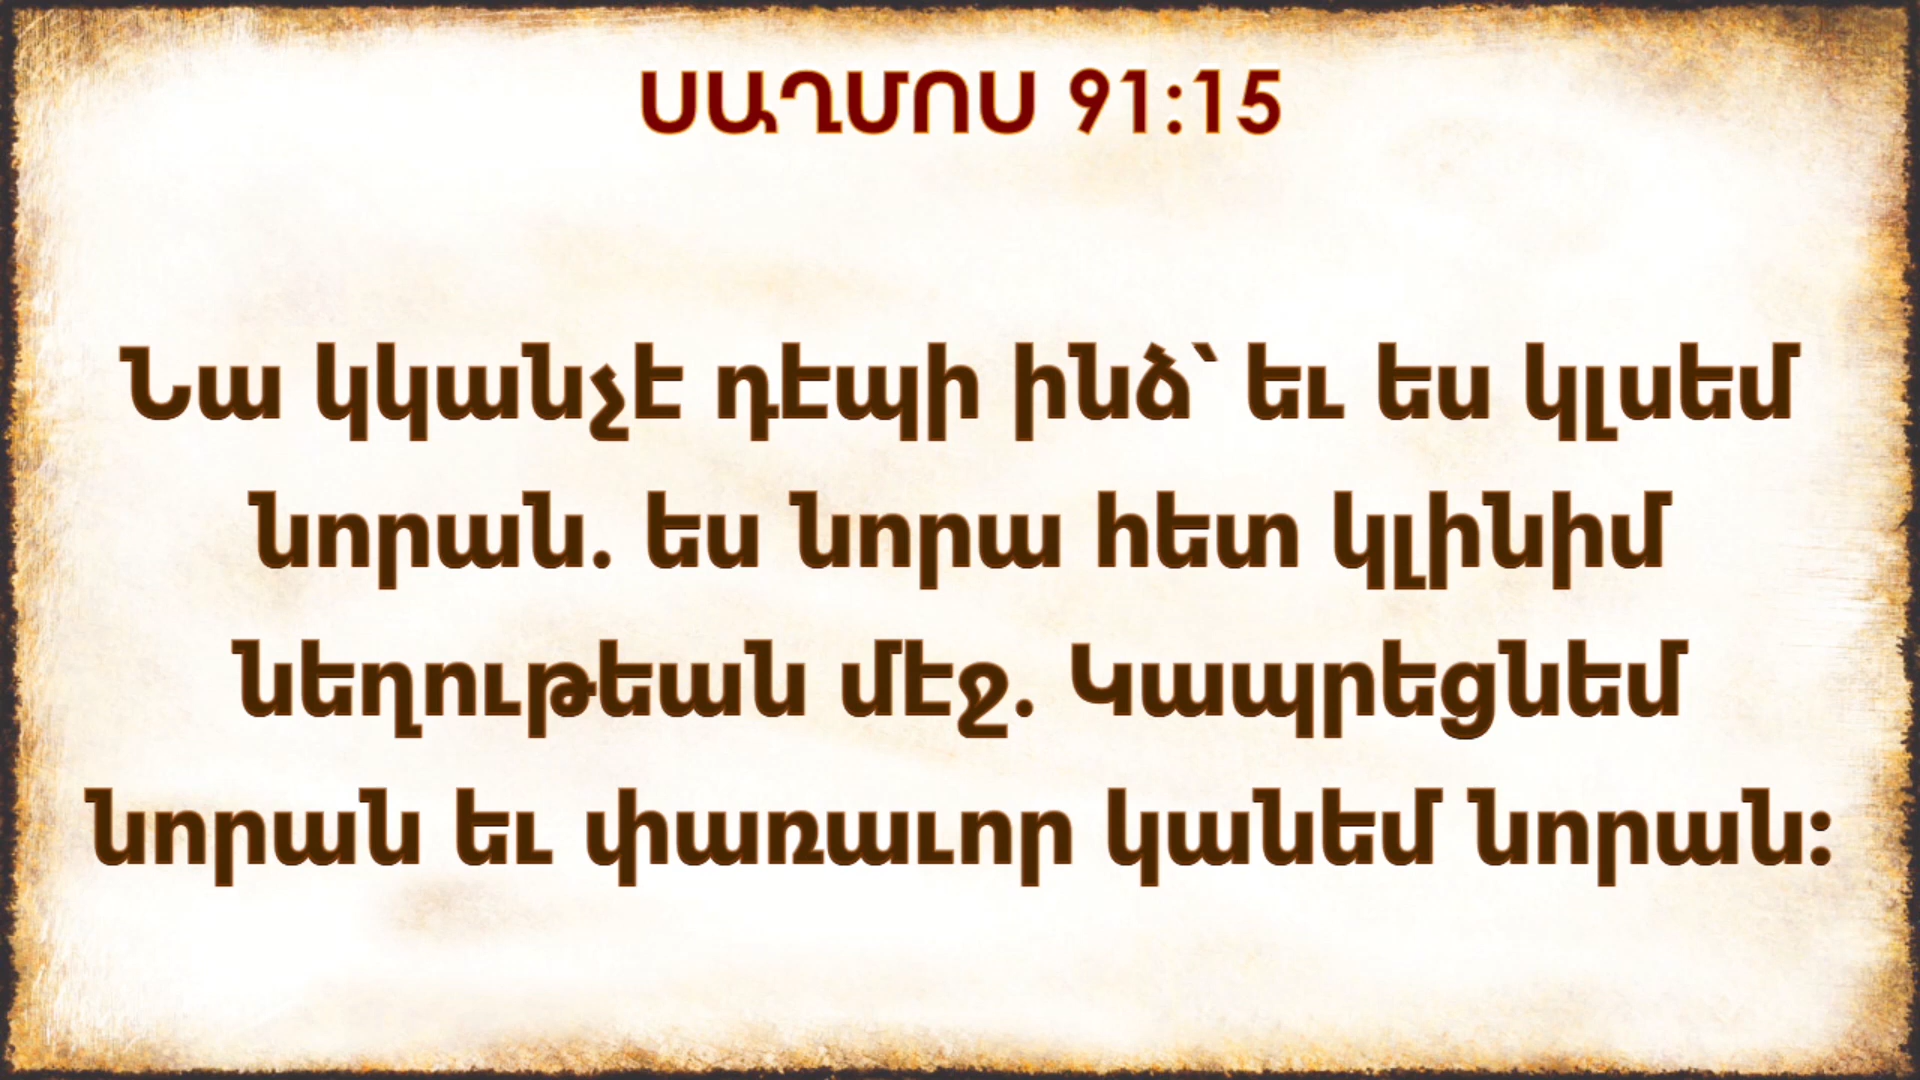 ՍԱՂՄՈՍ 91:15
Նա կկանչէ դէպի ինձ՝ եւ ես կլսեմ
նորան. ես նորա հետ կլինիմ
նեղութեան մէջ. Կապրեցնեմ
նորան եւ փառաւոր կանեմ նորան: